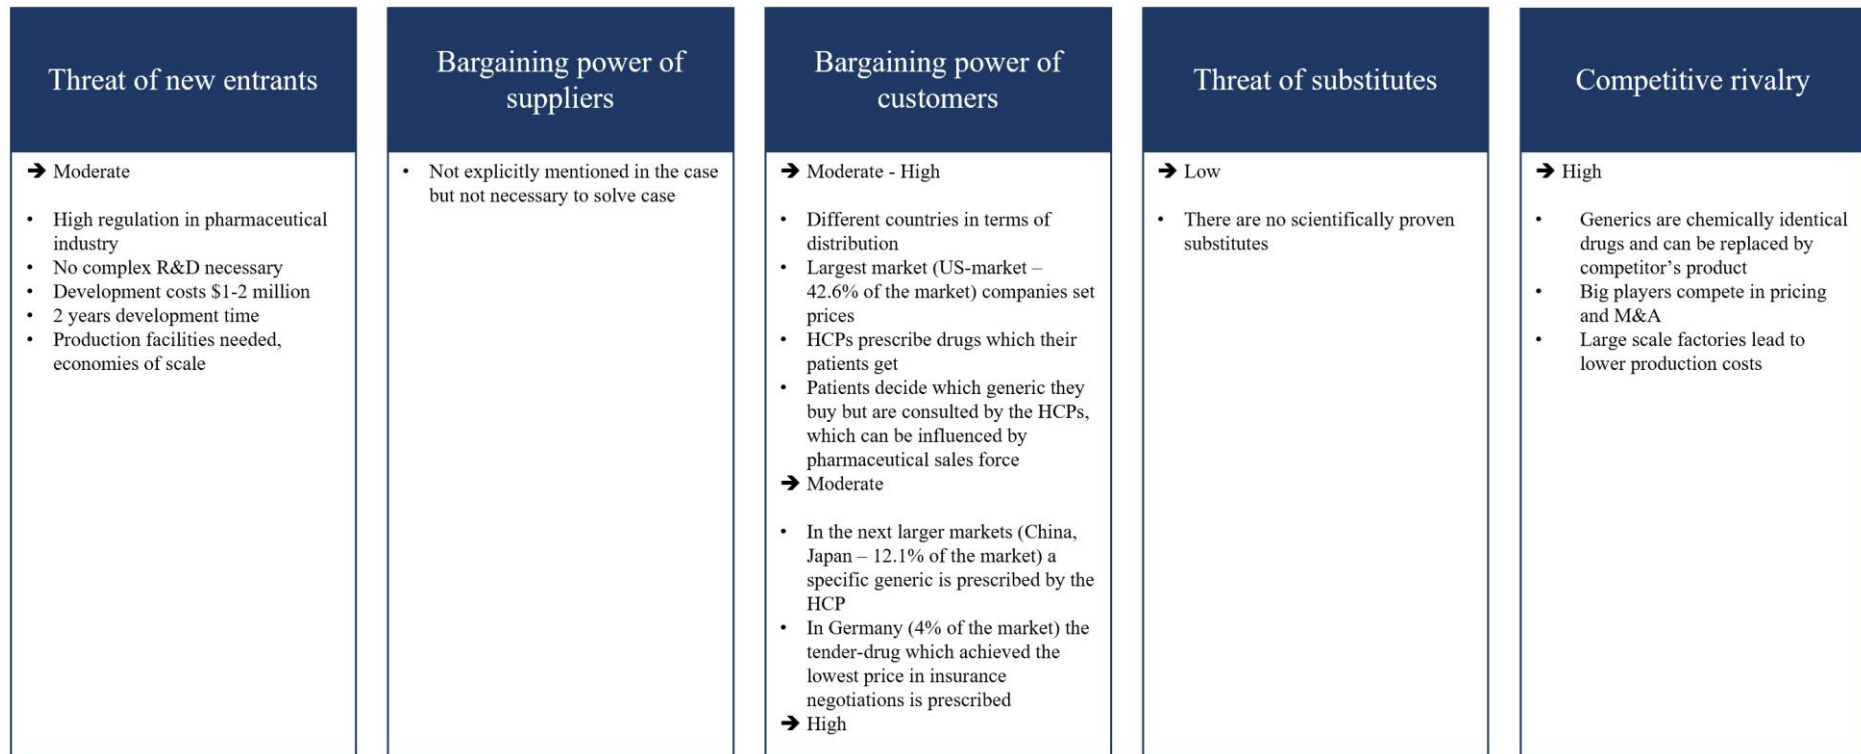 Threat of new entrants
➔ Moderate
• High regulation in pharmaceutical
industry
• No complex R&D necessary
• Development costs $1-2 million
• 2 years development time
• Production facilities needed,
economies of scale
Bargaining power of
suppliers
• Not explicitly mentioned in the case
but not necessary to solve case
Bargaining power of
customers
➔ Moderate - High
• Different countries in terms of
distribution
• Largest market (US-market –
42.6% of the market) companies set
prices
• HCPs prescribe drugs which their
patients get
• Patients decide which generic they
buy but are consulted by the HCPs,
which can be influenced by
pharmaceutical sales force
➔ Moderate
• In the next larger markets (China,
Japan – 12.1% of the market) a
specific generic is prescribed by the
HCP
• In Germany (4% of the market) the
tender-drug which achieved the
lowest price in insurance
negotiations is prescribed
➔ High
Threat of substitutes
➔ Low
• There are no scientifically proven
substitutes
Competitive rivalry
➔ High
• Generics are chemically identical
drugs and can be replaced by
competitor’s product
• Big players compete in pricing
and M&A
• Large scale factories lead to
lower production costs